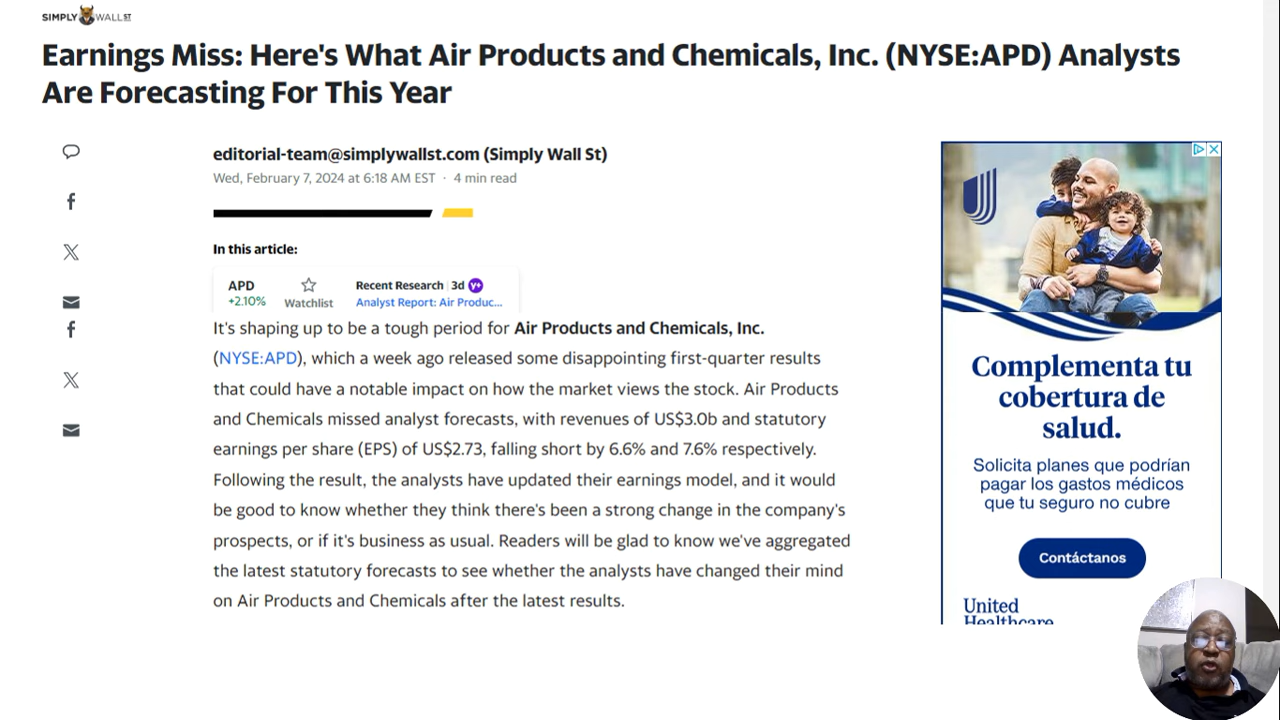 SIMPLY WALL ST
Earnings Miss: Here's What Air Products and Chemicals, Inc. (NYSE:APD) Analysts
Are Forecasting For This Year
editorial-team@simplywallst.com (Simply Wall St)
Wed, February 7, 2024 at 6:18 AM EST · 4 min read
In this article:
APD
+2.10%
Watchlist
Recent Research 3d Y+
Analyst Report: Air Produc...
It's shaping up to be a tough period for Air Products and Chemicals, Inc.
(NYSE:APD), which a week ago released some disappointing first-quarter results
that could have a notable impact on how the market views the stock. Air Products
and Chemicals missed analyst forecasts, with revenues of US$3.0b and statutory
earnings per share (EPS) of US$2.73, falling short by 6.6% and 7.6% respectively.
Following the result, the analysts have updated their earnings model, and it would
be good to know whether they think there's been a strong change in the company's
prospects, or if it's business as usual. Readers will be glad to know we've aggregated
the latest statutory forecasts to see whether the analysts have changed their mind
on Air Products and Chemicals after the latest results.
Complementa tu
cobertura de
salud.
Solicita planes que podrían
pagar los gastos médicos
que tu seguro no cubre
Contáctanos
United
Healthcare